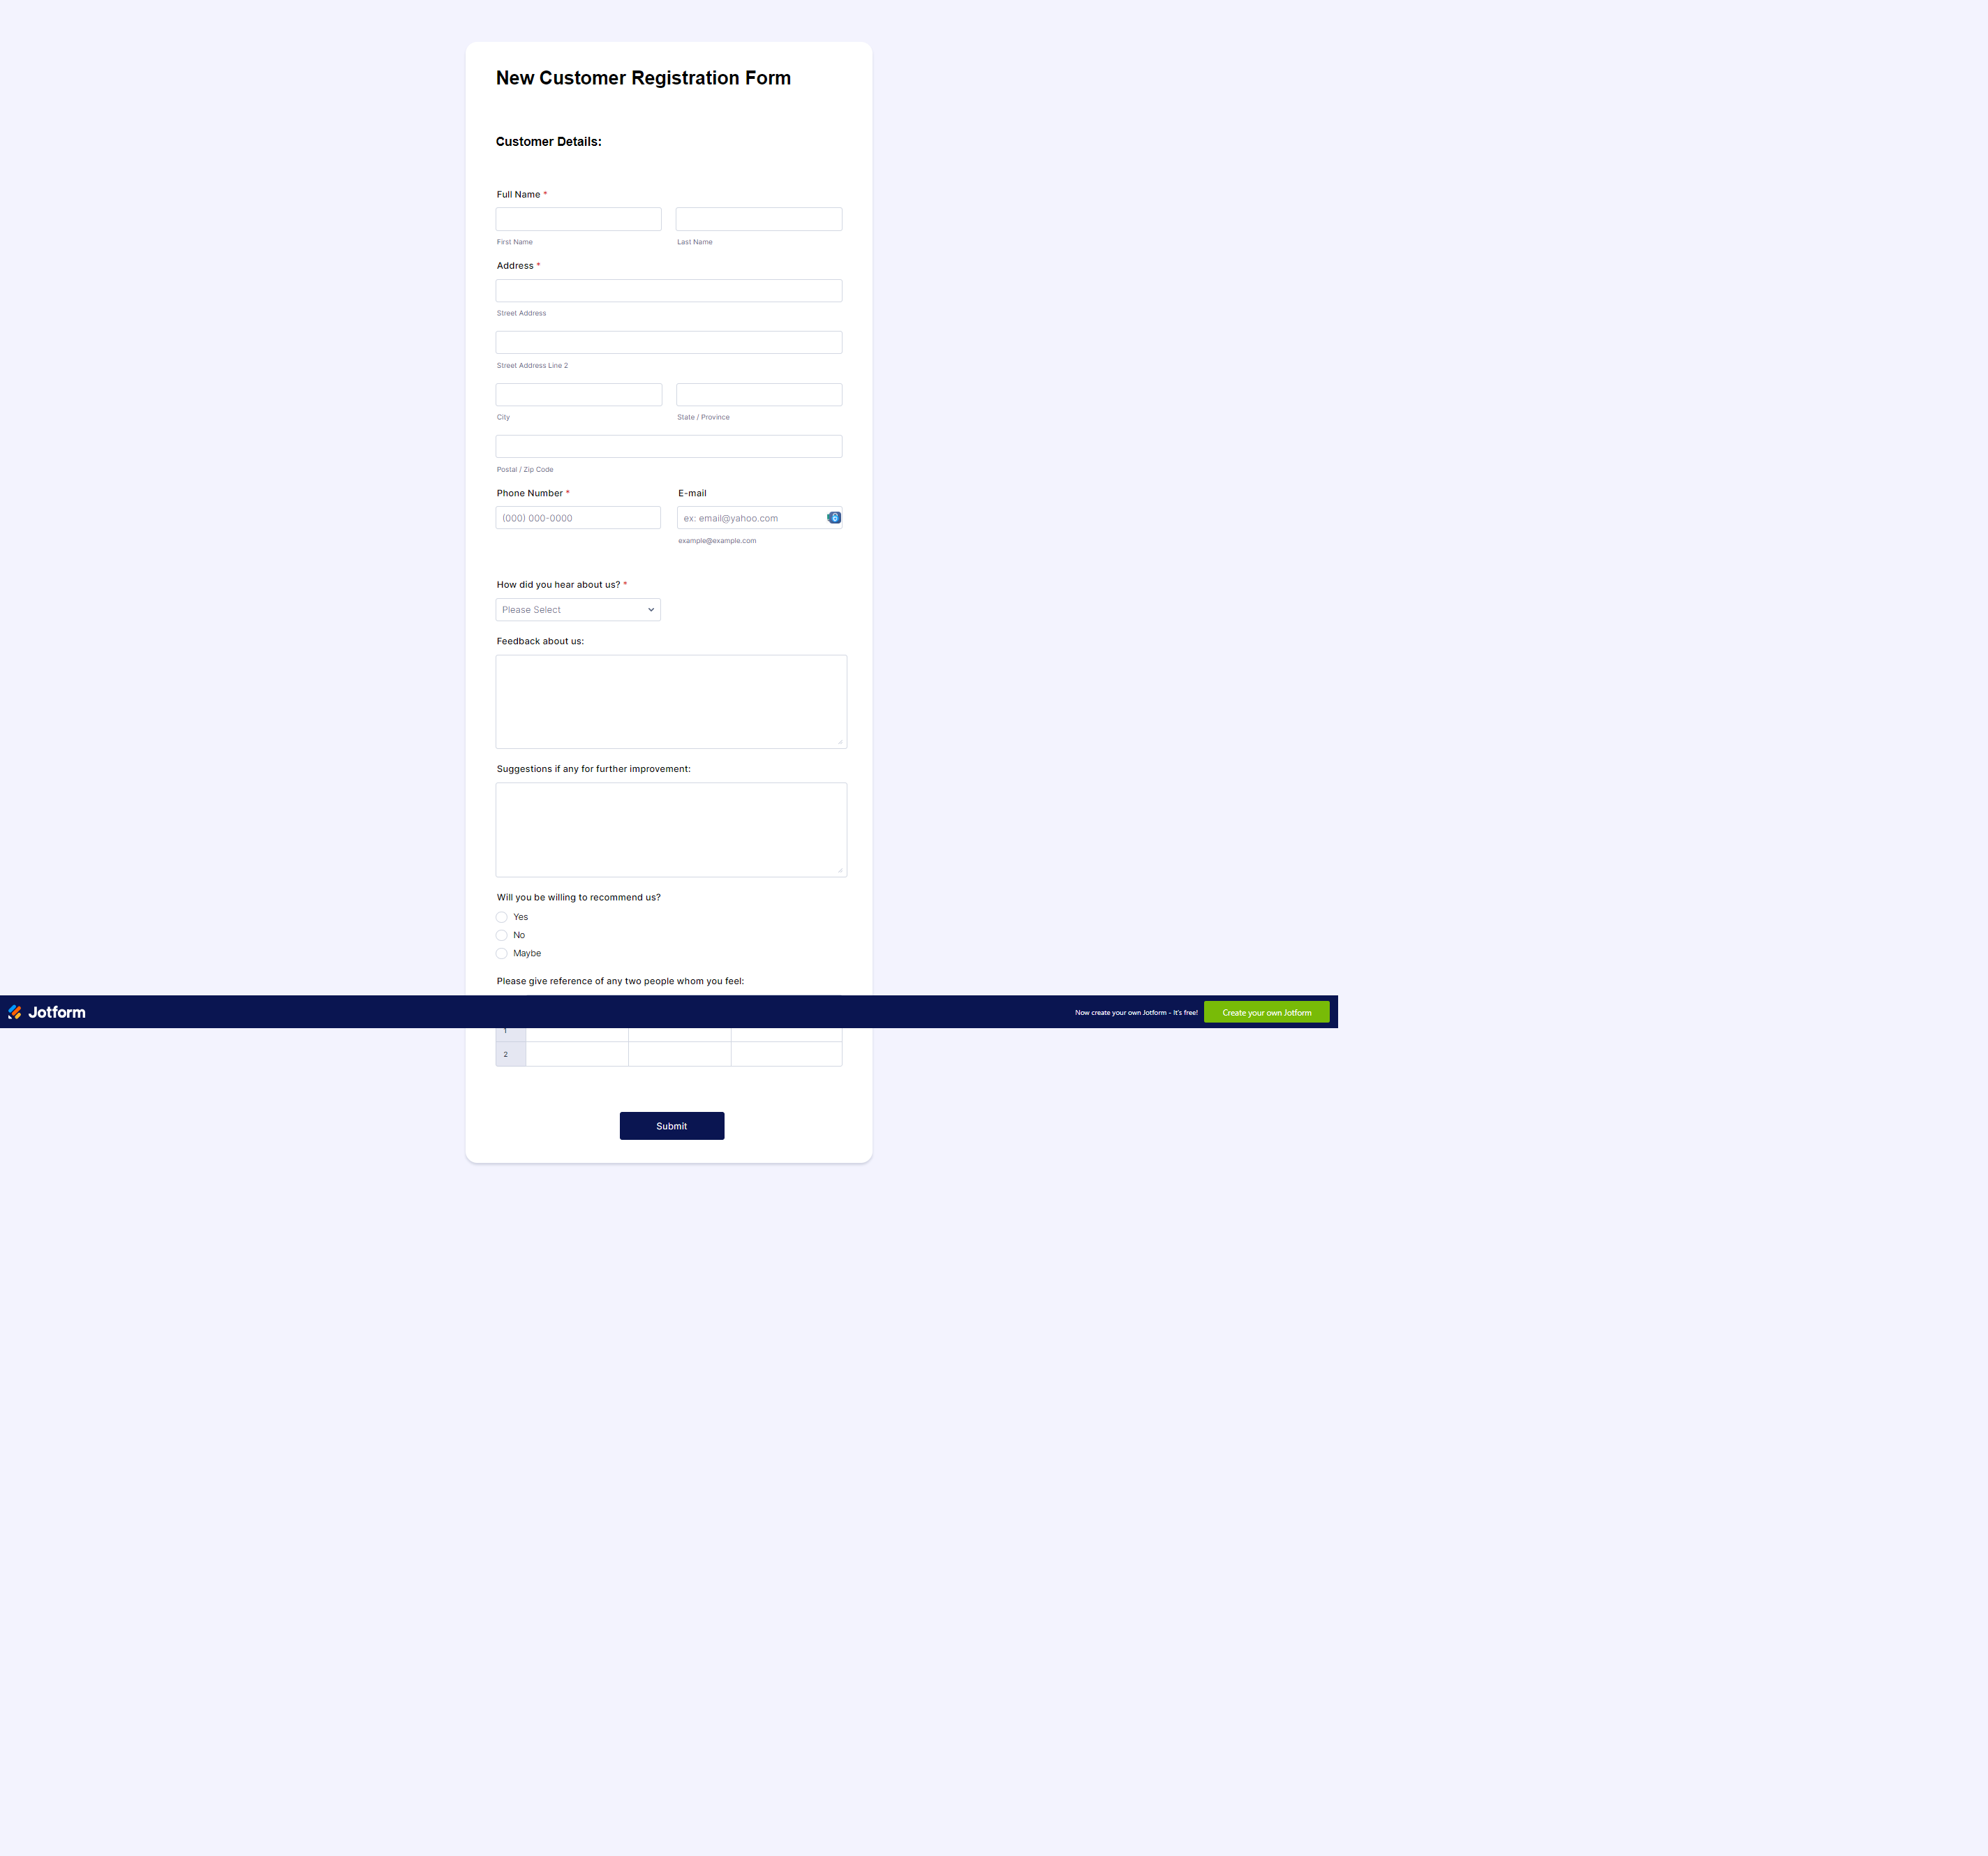 New Customer Registration Form
Customer Details:
Full Name *
First Name
Last Name
Address *
Street Address
Street Address Line 2
City
State / Province
Postal / Zip Code
Phone Number *
E-mail
(000) 000-0000
ex: email@yahoo.com
example@example.com
How did you hear about us? *
Please Select
Feedback about us:
Suggestions if any for further improvement:
Will you be willing to recommend us?
Yes
No
Maybe
Please give reference of any two people whom you feel:
Jotform
Now create your own Jotform - It's free!
Create your own Jotform
1
2
Submit